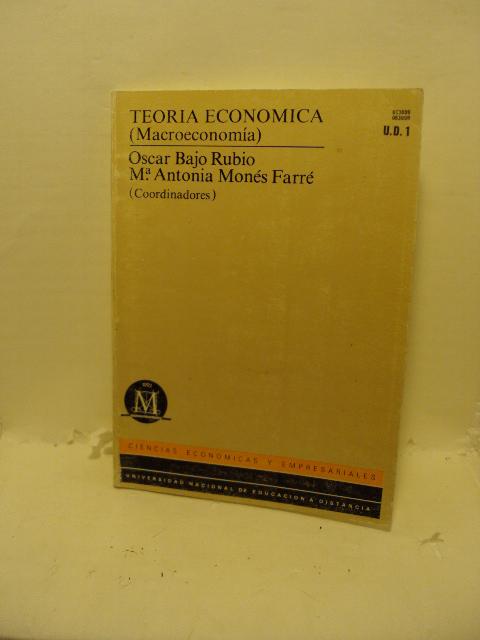 TEORIA ECONOMICA
(Macroeconomía)
U.D. 1
Oscar Bajo Rubio
Mª Antonia Monés Farré
(Coordinadores)
M
CIENCIAS ECONOMICAS Y EMPRESARIALES
UNIVERSIDAD NACIONAL DE EDUCACION A DISTANCIA